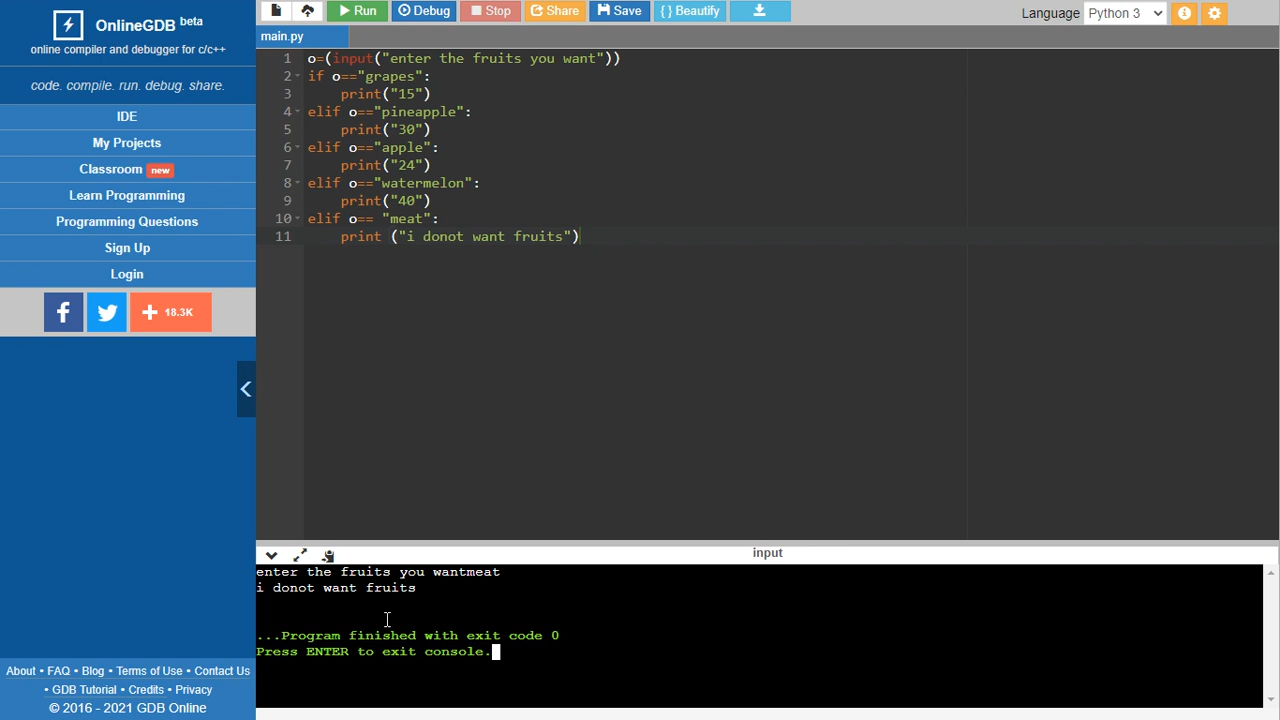 OnlineGDB beta
online compiler and debugger for c/c++
code. compile. run. debug. share.
IDE
My Projects
Classroom new
Learn Programming
Programming Questions
Sign Up
Login
f
18.3K
About • FAQ • Blog • Terms of Use • Contact Us
• GDB Tutorial • Credits • Privacy
© 2016 - 2021 GDB Online
Run Debug Stop Share Save {} Beautify
Language Python 3
main.py
1 o=(input("enter the fruits you want"))
2 if o=="grapes":
3     print("15")
4 elif o=="pineapple":
5     print("30")
6 elif o=="apple":
7     print("24")
8 elif o=="watermelon":
9     print("40")
10 elif o== "meat":
11     print ("i donot want fruits")
input
enter the fruits you wantmeat
i donot want fruits
...Program finished with exit code 0
Press ENTER to exit console.